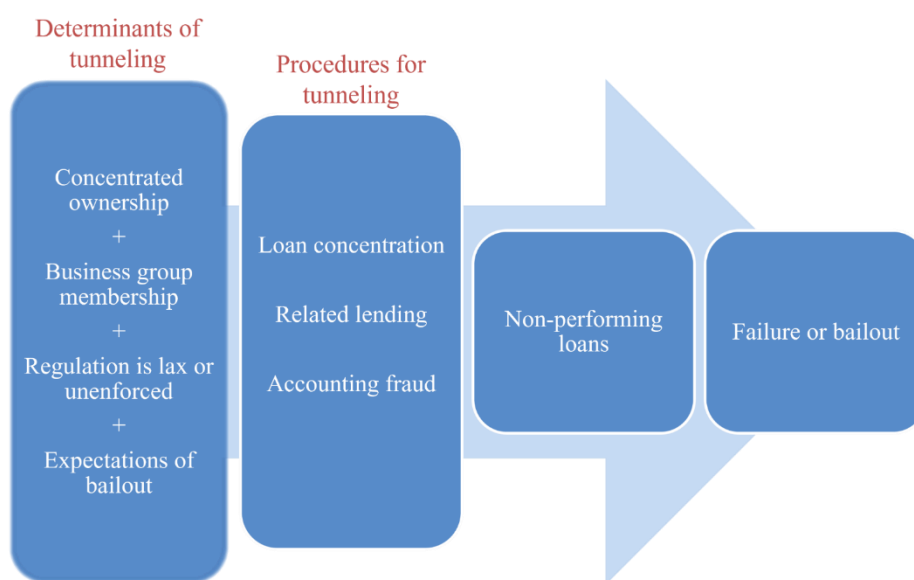 Determinants of
tunneling
Procedures for
tunneling
Concentrated
ownership
+
Business group
membership
+
Regulation is lax or
unenforced
+
Expectations of
bailout
Loan concentration
Related lending
Accounting fraud
Non-performing
loans
Failure or bailout